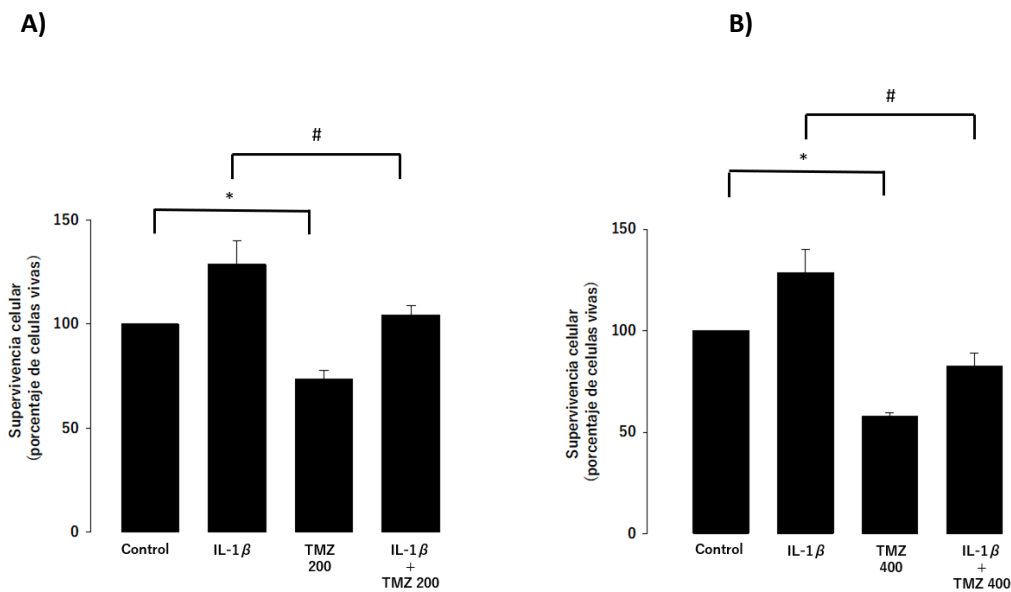 A)
#
*
150
100
50
0
Supervivencia celular
(porcentaje de celulas vivas)
Control
IL-1β
TMZ
200
IL-1β
+
TMZ 200
B)
#
*
150
100
50
0
Supervivencia celular
(porcentaje de celulas vivas)
Control
IL-1β
TMZ
400
IL-1β
+
TMZ 400